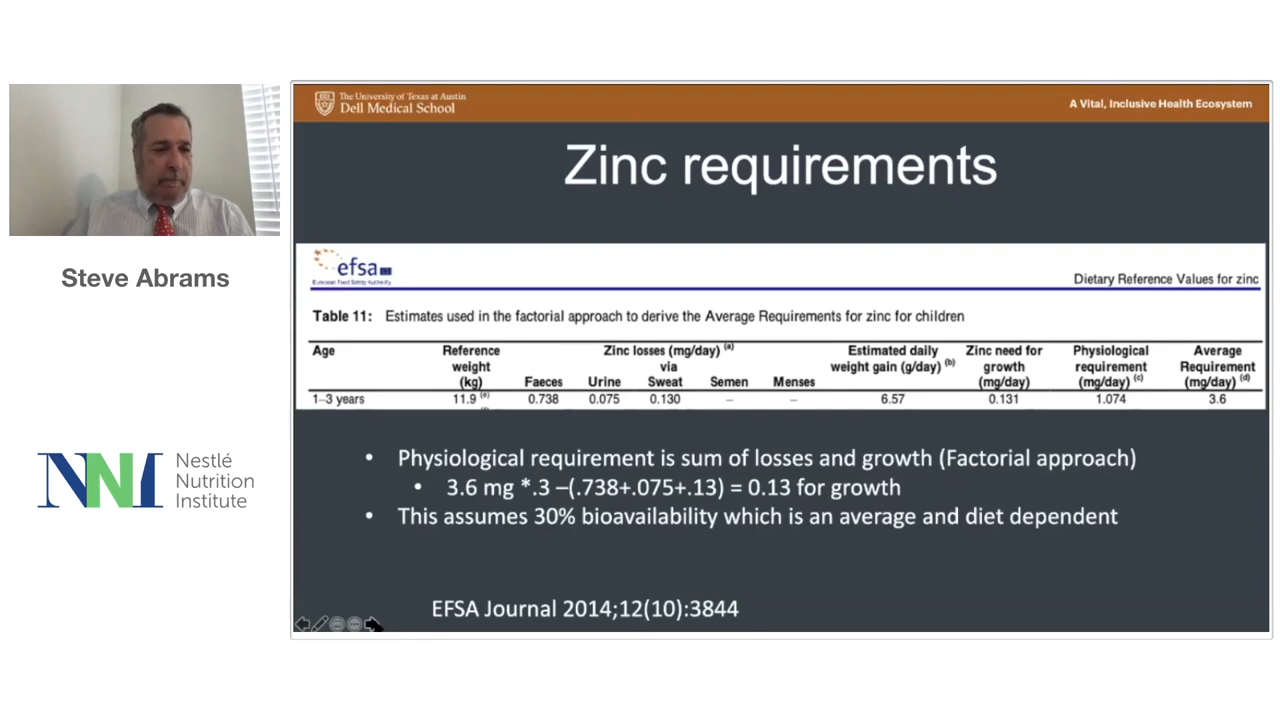 The University of Texas at Austin
Dell Medical School
A Vital, Inclusive Health Ecosystem
Zinc requirements
Steve Abrams
NNI
Nestlé
Nutrition
Institute
efsa
European Food Safety Authority
Dietary Reference Values for zinc
Table 11: Estimates used in the factorial approach to derive the Average Requirements for zinc for children
Age Reference Zinc losses (mg/day) (a) Estimated daily Zinc need for Physiological Average
weight via weight gain (g/day) (b) growth requirement Requirement
(kg) Faeces Urine Sweat Semen Menses (mg/day) (mg/day) (c) (mg/day) (d)
1–3 years 11.9 (e) 0.738 0.075 0.130 – – 6.57 0.131 1.074 3.6
• Physiological requirement is sum of losses and growth (Factorial approach)
• 3.6 mg *.3 –(.738+.075+.13) = 0.13 for growth
• This assumes 30% bioavailability which is an average and diet dependent
EFSA Journal 2014;12(10):3844